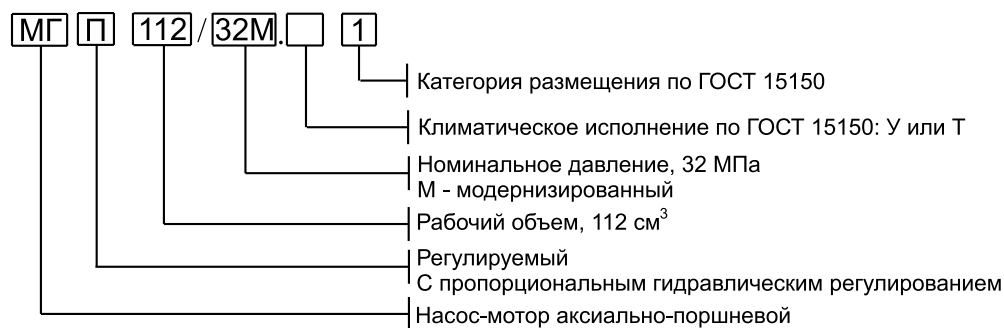 МГ П 112 / 32М. 1
Категория размещения по ГОСТ 15150
Климатическое исполнение по ГОСТ 15150: У или Т
Номинальное давление, 32 МПа
М - модернизированный
Рабочий объем, 112 см³
Регулируемый
С пропорциональным гидравлическим регулированием
Насос-мотор аксиально-поршневой